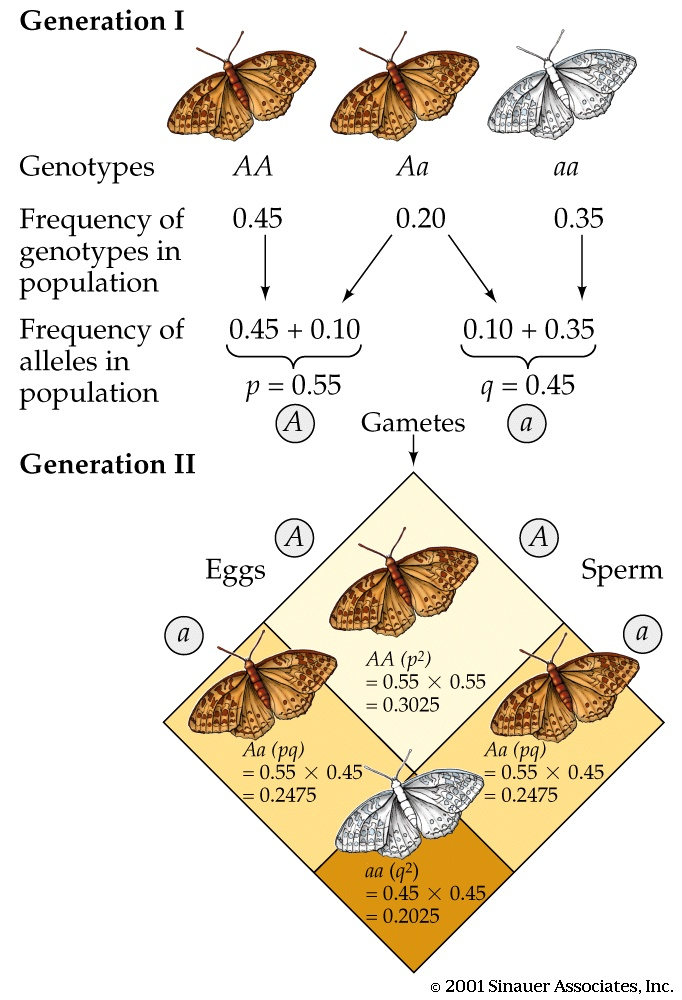 Generation I
Genotypes AA Aa aa
Frequency of genotypes in population 0.45 0.20 0.35
Frequency of alleles in population 0.45 + 0.10 0.10 + 0.35
p = 0.55 q = 0.45
A Gametes a
Generation II
A A
Eggs Sperm
a a
AA (p²)
= 0.55 × 0.55
= 0.3025
Aa (pq)
= 0.55 × 0.45
= 0.2475
Aa (pq)
= 0.55 × 0.45
= 0.2475
aa (q²)
= 0.45 × 0.45
= 0.2025
© 2001 Sinauer Associates, Inc.